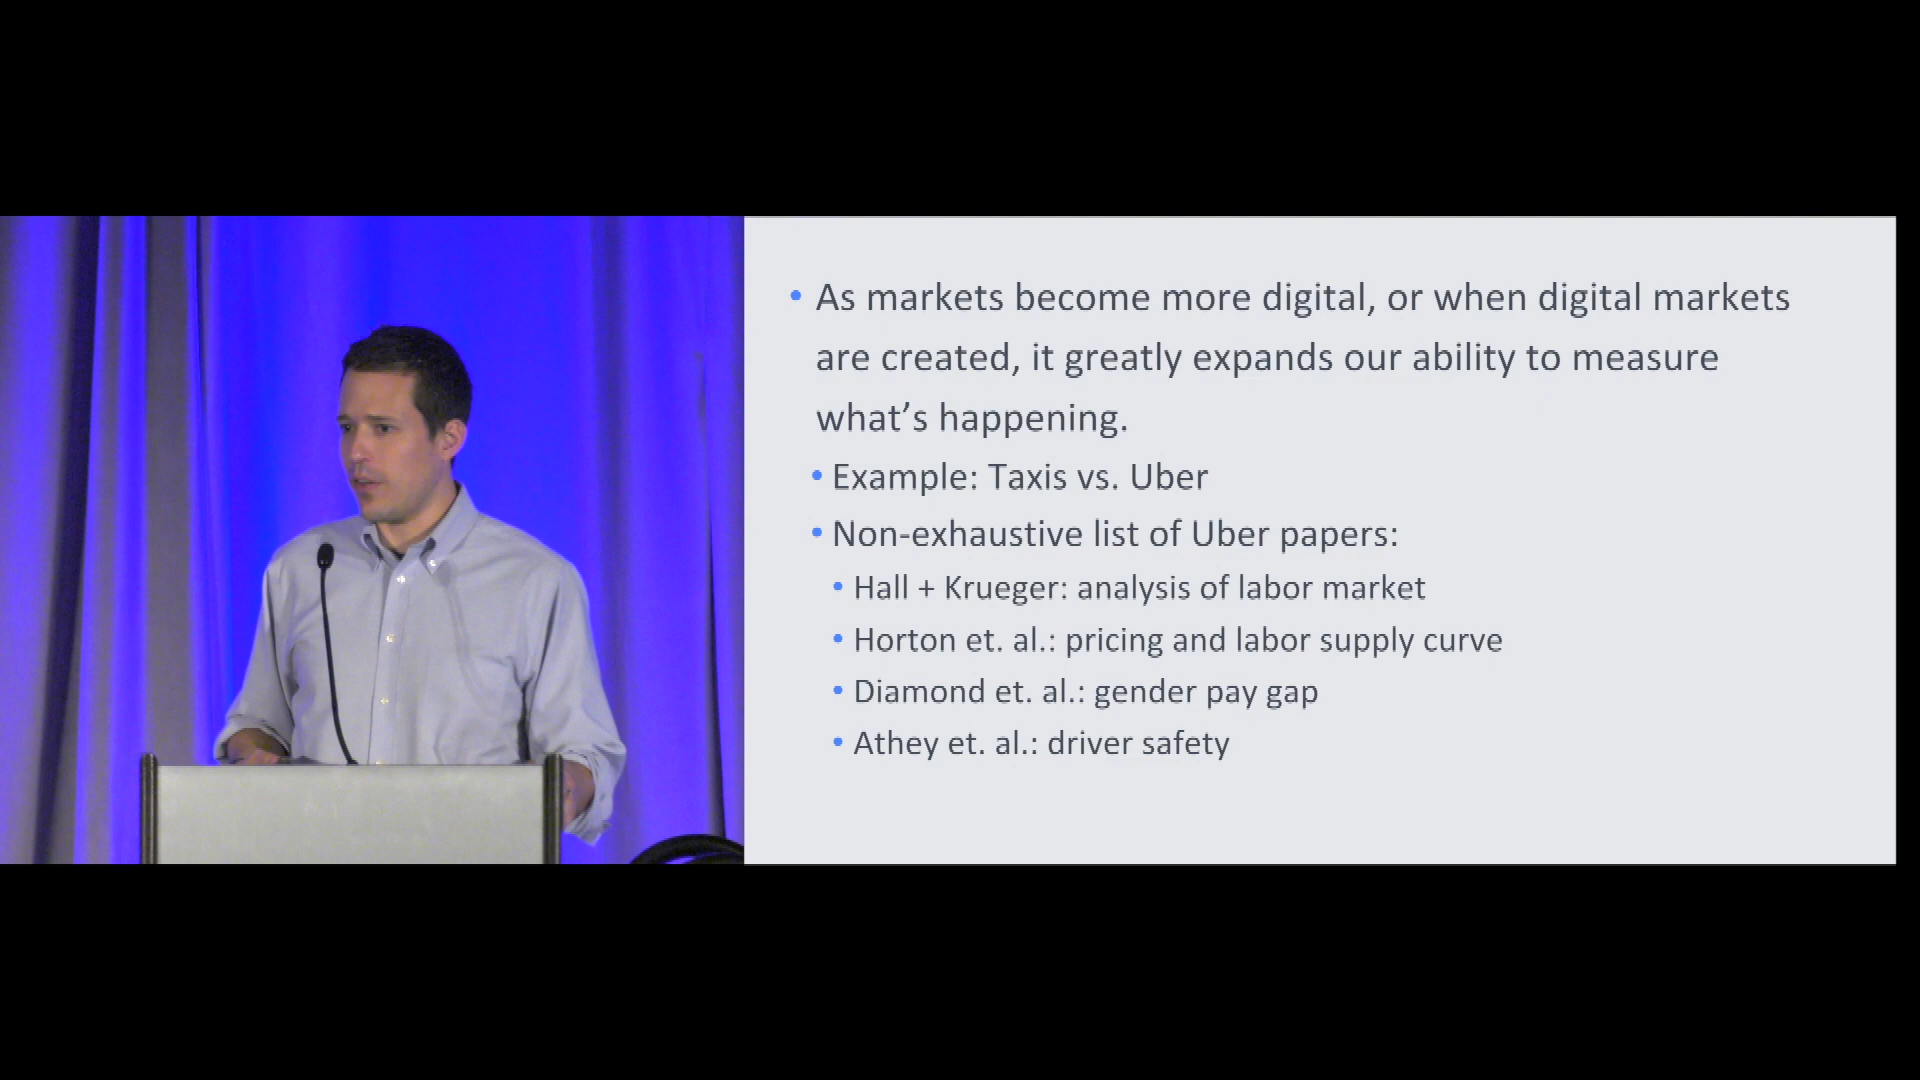 • As markets become more digital, or when digital markets
are created, it greatly expands our ability to measure
what’s happening.
• Example: Taxis vs. Uber
• Non-exhaustive list of Uber papers:
• Hall + Krueger: analysis of labor market
• Horton et. al.: pricing and labor supply curve
• Diamond et. al.: gender pay gap
• Athey et. al.: driver safety